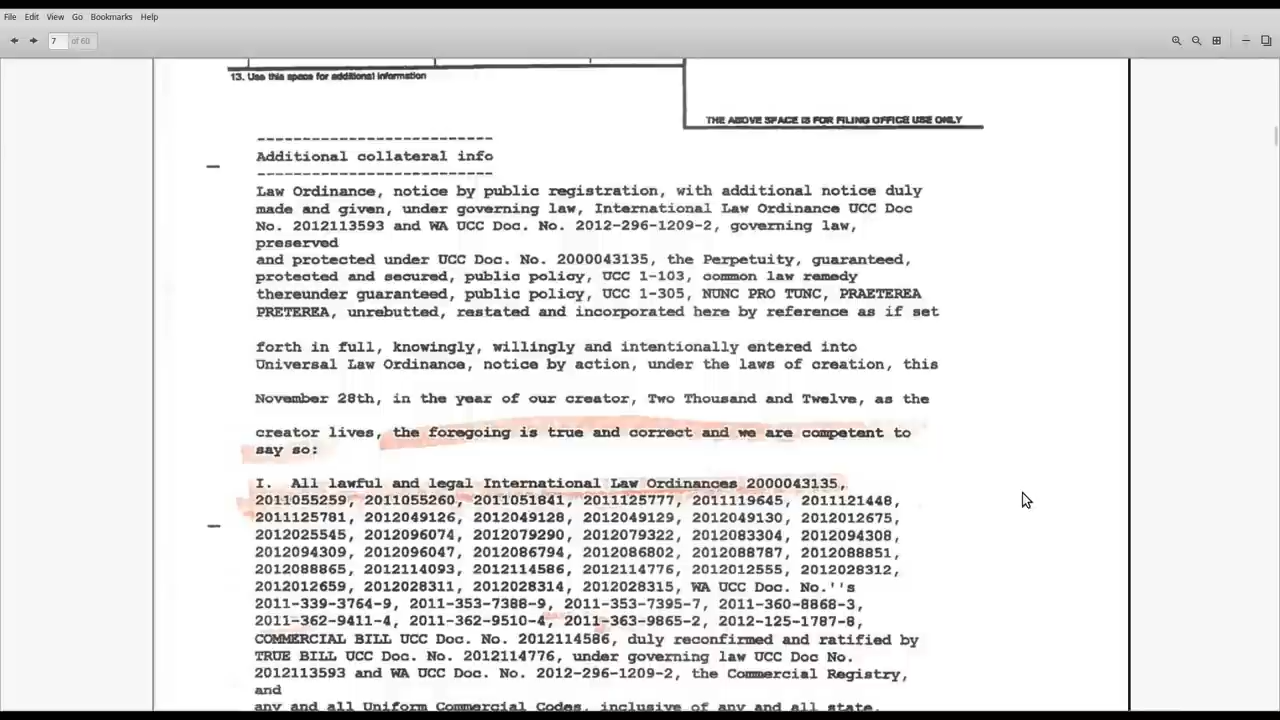 File Edit View Go Bookmarks Help
7 of 60
13. Use this space for additional information
THE ABOVE SPACE IS FOR FILING OFFICE USE ONLY
-------------------------
Additional collateral info
-------------------------
Law Ordinance, notice by public registration, with additional notice duly
made and given, under governing law, International Law Ordinance UCC Doc
No. 2012113593 and WA UCC Doc. No. 2012-296-1209-2, governing law,
preserved
and protected under UCC Doc. No. 2000043135, the Perpetuity, guaranteed,
protected and secured, public policy, UCC 1-103, common law remedy
thereunder guaranteed, public policy, UCC 1-305, NUNC PRO TUNC, PRAETEREA
PRETEREA, unrebutted, restated and incorporated here by reference as if set
forth in full, knowingly, willingly and intentionally entered into
Universal Law Ordinance, notice by action, under the laws of creation, this
November 28th, in the year of our creator, Two Thousand and Twelve, as the
creator lives, the foregoing is true and correct and we are competent to
say so:
I. All lawful and legal International Law Ordinances 2000043135,
2011055259, 2011055260, 2011051841, 2011125777, 2011119645, 2011121448,
2011125781, 2012049126, 2012049128, 2012049129, 2012049130, 2012012675,
2012025545, 2012096074, 2012079290, 2012079322, 2012083304, 2012094308,
2012094309, 2012096047, 2012086794, 2012086802, 2012088787, 2012088851,
2012088865, 2012114093, 2012114586, 2012114776, 2012012555, 2012028312,
2012012659, 2012028311, 2012028314, 2012028315, WA UCC Doc. No.''s
2011-339-3764-9, 2011-353-7388-9, 2011-353-7395-7, 2011-360-8868-3,
2011-362-9411-4, 2011-362-9510-4, 2011-363-9865-2, 2012-125-1787-8,
COMMERCIAL BILL UCC Doc. No. 2012114586, duly reconfirmed and ratified by
TRUE BILL UCC Doc. No. 2012114776, under governing law UCC Doc No.
2012113593 and WA UCC Doc. No. 2012-296-1209-2, the Commercial Registry,
and
any and all Uniform Commercial Codes, inclusive of any and all state,